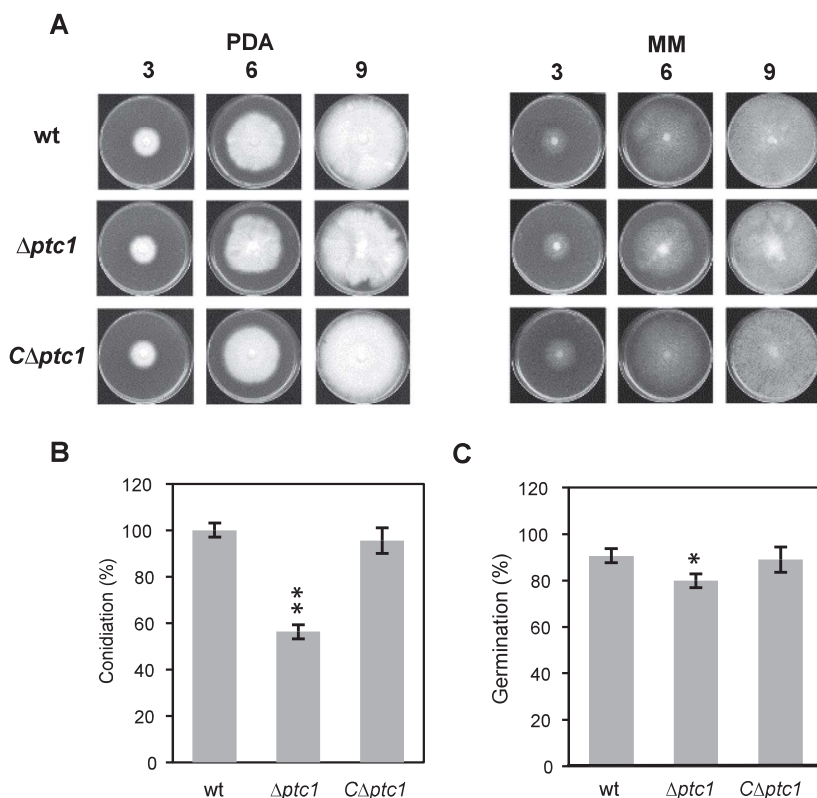 A
PDA
MM
3 6 9
3 6 9
wt
Δptc1
CΔptc1
B
120
100
80
60
40
20
0
Conidiation (%)
**
wt Δptc1 CΔptc1
C
120
100
80
60
40
20
0
Germination (%)
*
wt Δptc1 CΔptc1